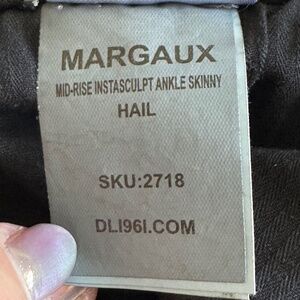 MARGAUX
MID-RISE INSTASCULPT ANKLE SKINNY
HAIL
SKU:2718
DL1961.COM